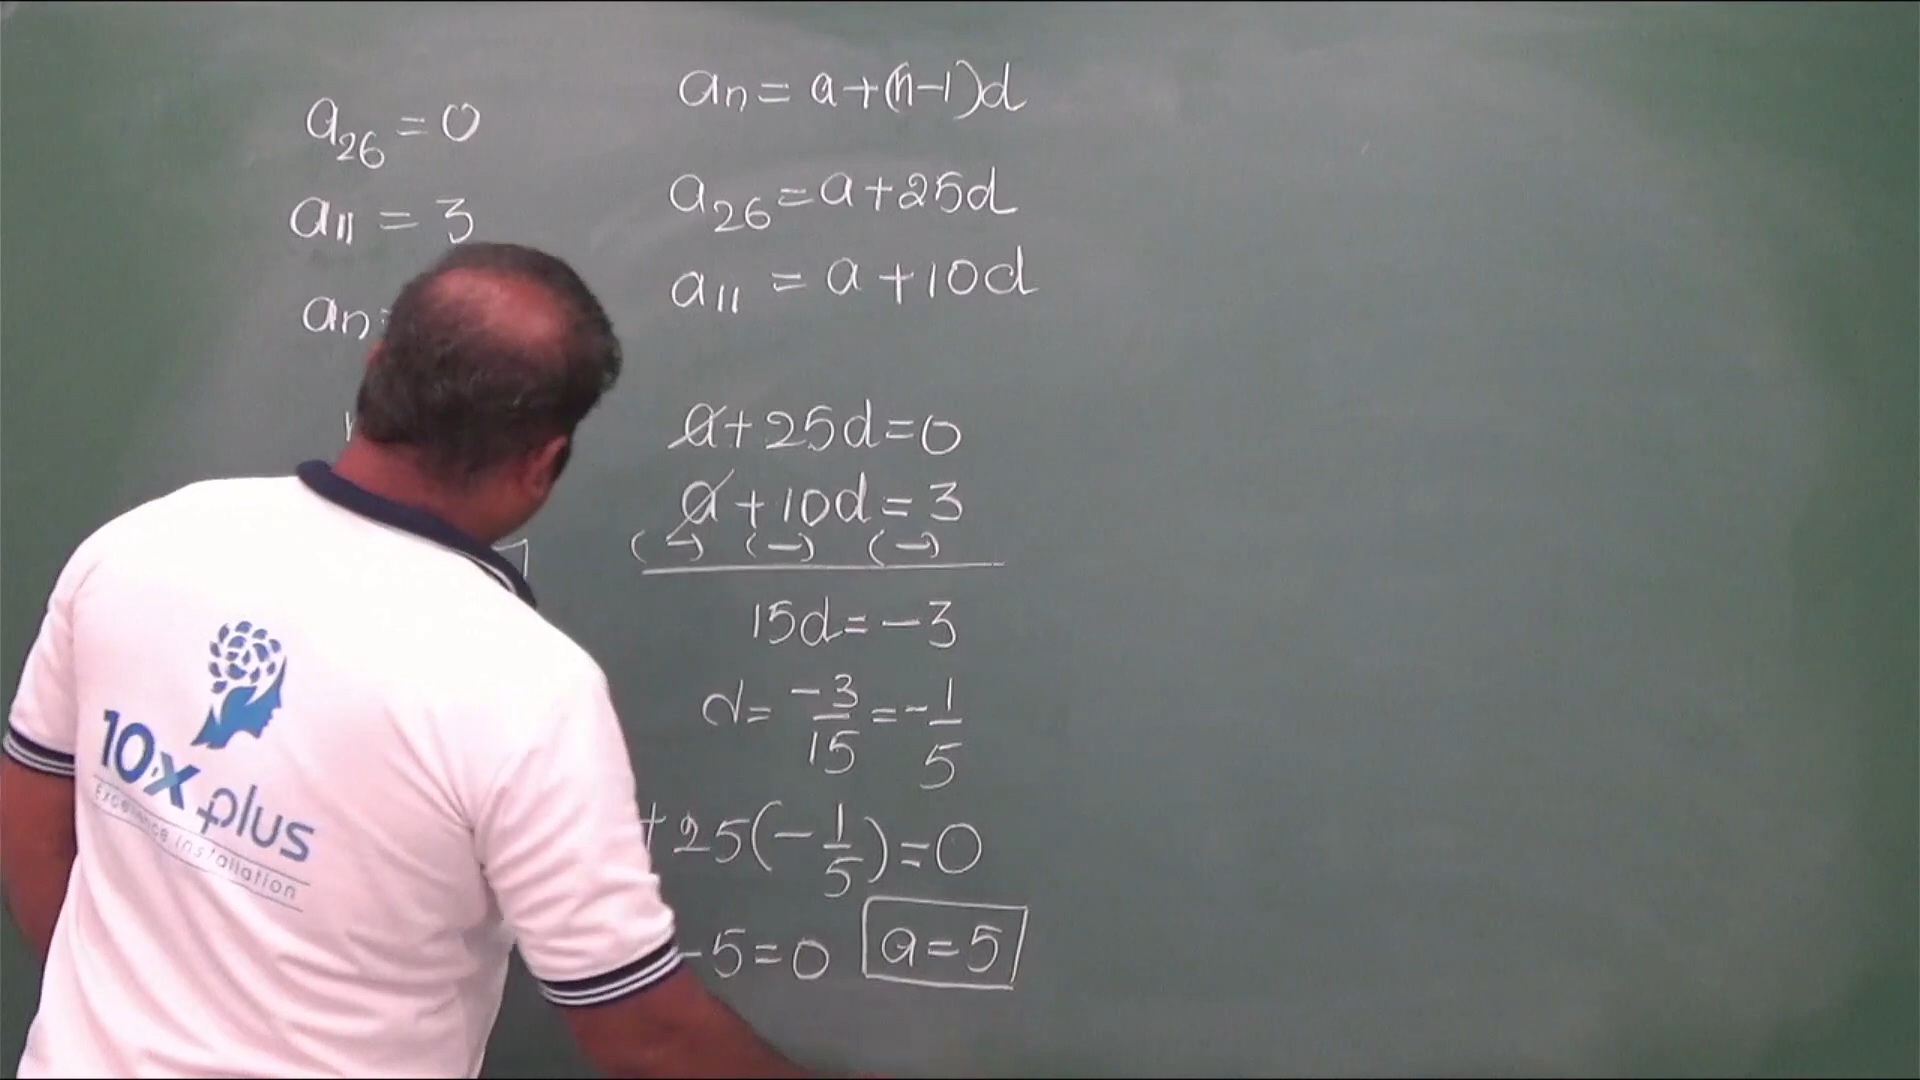 a₂₆ = 0
a₁₁ = 3
an=
an = a+(n-1)d
a₂₆ = a+25d
a₁₁ = a+10d
a+25d=0
a+10d=3
(-) (-) (-)
15d=-3
d= -3/15 = -1/5
+25(-1/5)=0
-5=0 a=5
10x plus
Excellence installation